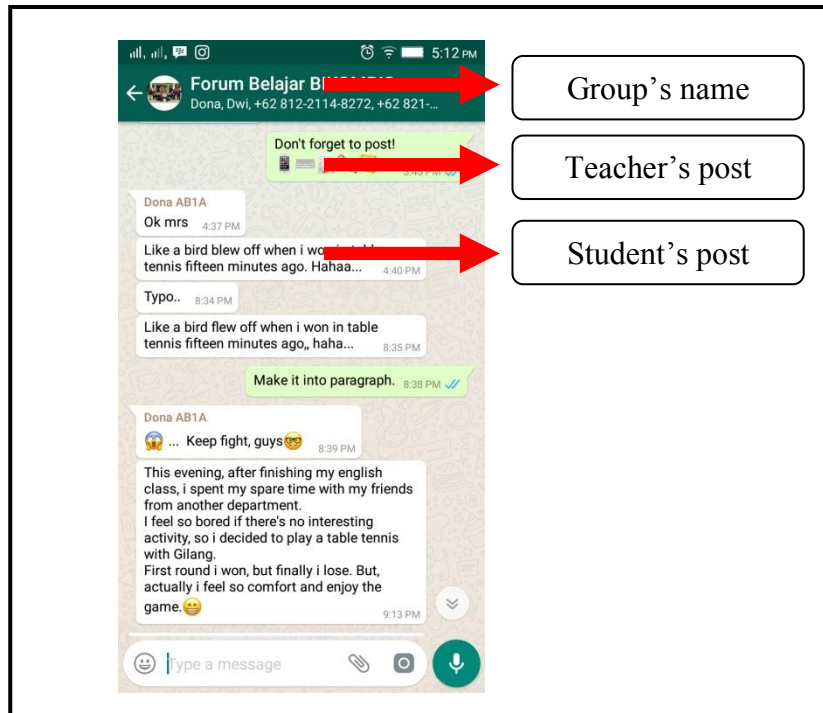 5:12 PM
Forum Belajar
Dona, Dwi, +62 812-2114-8272, +62 821-...
Group's name
Don't forget to post!
Teacher's post
Dona AB1A
Ok mrs 4:37 PM
Like a bird blew off when i won in table
tennis fifteen minutes ago. Hahaa... 4:40 PM
Student's post
Typo.. 8:34 PM
Like a bird flew off when i won in table
tennis fifteen minutes ago,, haha... 8:35 PM
Make it into paragraph. 8:38 PM
Dona AB1A
😱 ... Keep fight, guys🤓 8:39 PM
This evening, after finishing my english
class, i spent my spare time with my friends
from another department.
I feel so bored if there's no interesting
activity, so i decided to play a table tennis
with Gilang.
First round i won, but finally i lose. But,
actually i feel so comfort and enjoy the
game.😁 9:13 PM
Type a message